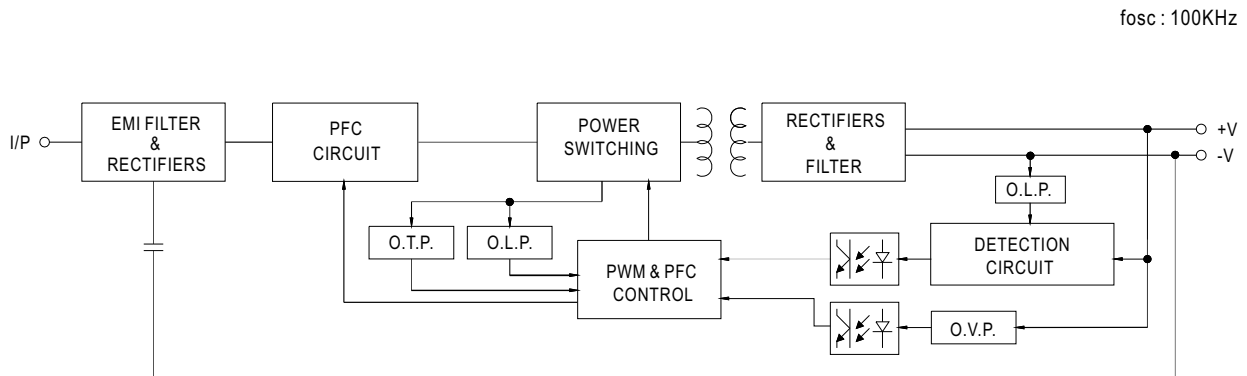 fosc : 100KHz
I/P
EMI FILTER
&
RECTIFIERS
PFC
CIRCUIT
POWER
SWITCHING
RECTIFIERS
&
FILTER
+V
-V
O.L.P.
O.T.P.
O.L.P.
PWM & PFC
CONTROL
DETECTION
CIRCUIT
O.V.P.